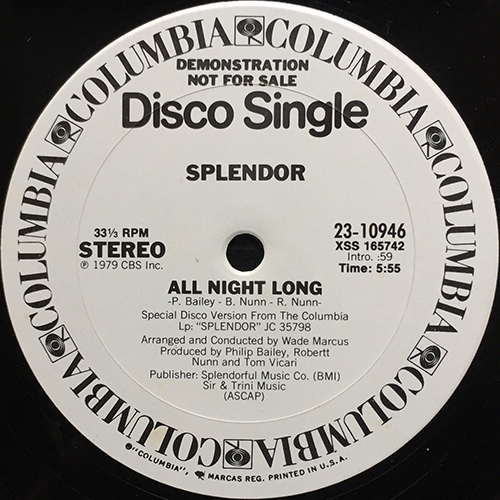 COLUMBIA COLUMBIA COLUMBIA COLUMBIA COLUMBIA COLUMBIA COLUMBIA
DEMONSTRATION
NOT FOR SALE
Disco Single
SPLENDOR
33⅓ RPM
STEREO
℗ 1979 CBS Inc.
23-10946
XSS 165742
Intro. :59
Time: 5:55
ALL NIGHT LONG
-P. Bailey - B. Nunn - R. Nunn-
Special Disco Version From The Columbia
Lp: "SPLENDOR" JC 35798
Arranged and Conducted by Wade Marcus
Produced by Philip Bailey, Robertt
Nunn and Tom Vicari
Publisher: Splendorful Music Co. (BMI)
Sir & Trini Music
(ASCAP)
"COLUMBIA", MARCAS REG. PRINTED IN U.S.A.